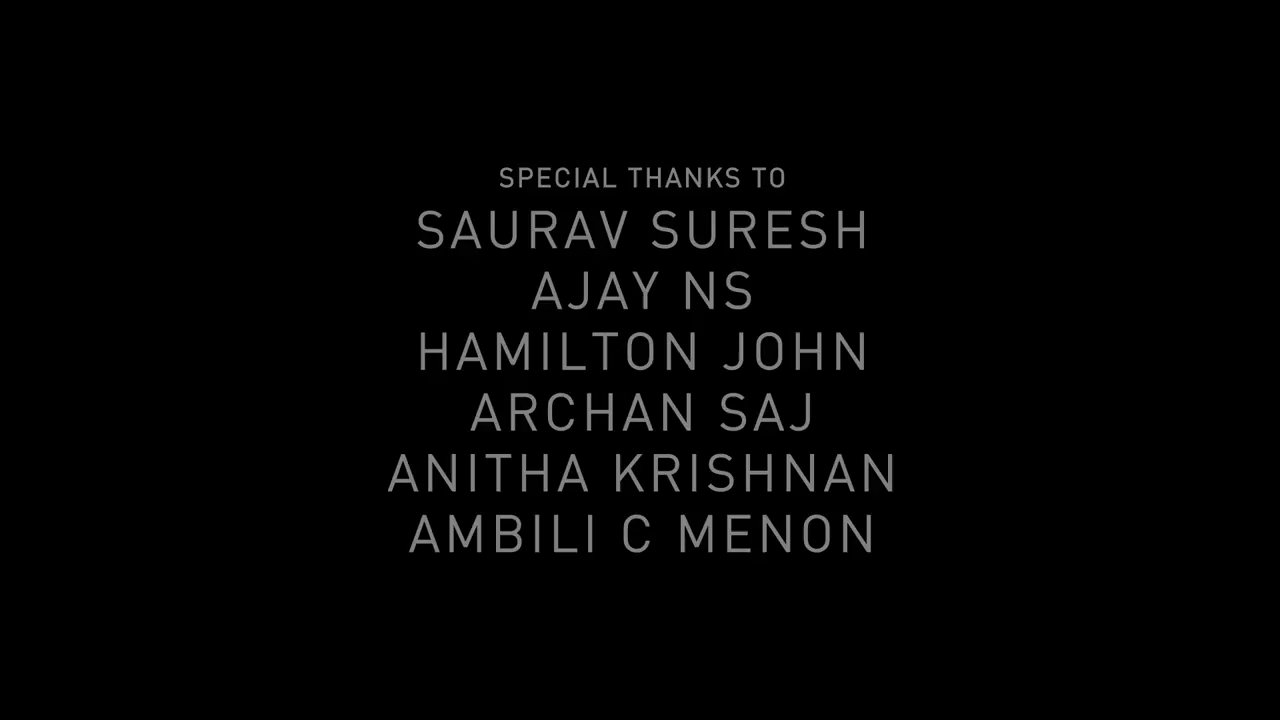 SPECIAL THANKS TO
SAURAV SURESH
AJAY NS
HAMILTON JOHN
ARCHAN SAJ
ANITHA KRISHNAN
AMBILI C MENON